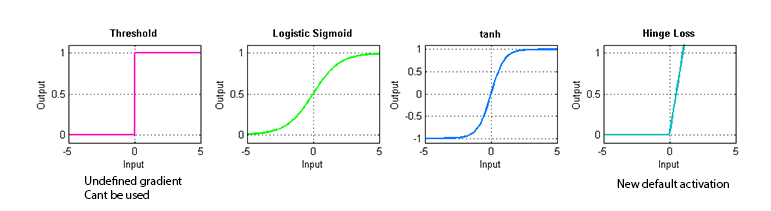 Threshold
Logistic Sigmoid
tanh
Hinge Loss
Output
1
0.5
0
-5
0
5
Input
Output
1
0.5
0
-5
0
5
Input
Output
1
0.5
0
-0.5
-1
-5
0
5
Input
Output
1
0.5
0
-5
0
5
Input
Undefined gradient
Cant be used
New default activation